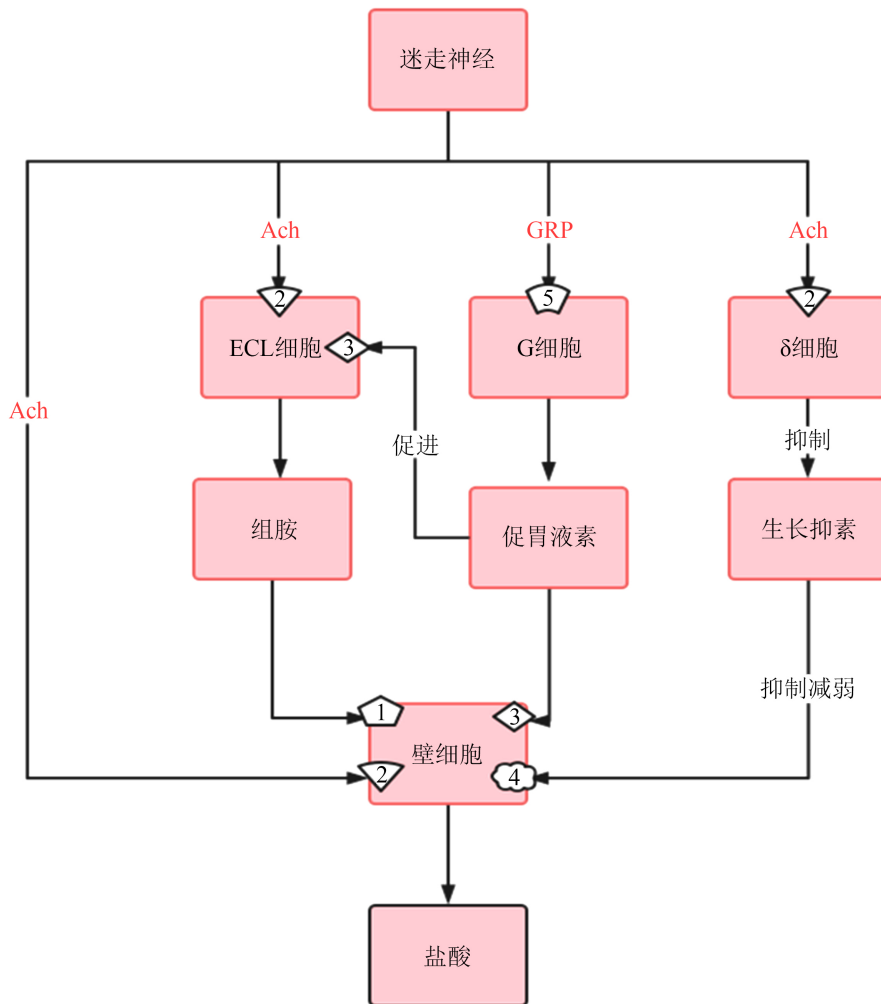 迷走神经
Ach
GRP
Ach
2
5
2
ECL细胞
3
G细胞
δ细胞
Ach
促进
抑制
组胺
促胃液素
生长抑素
抑制减弱
1
3
壁细胞
2
4
盐酸